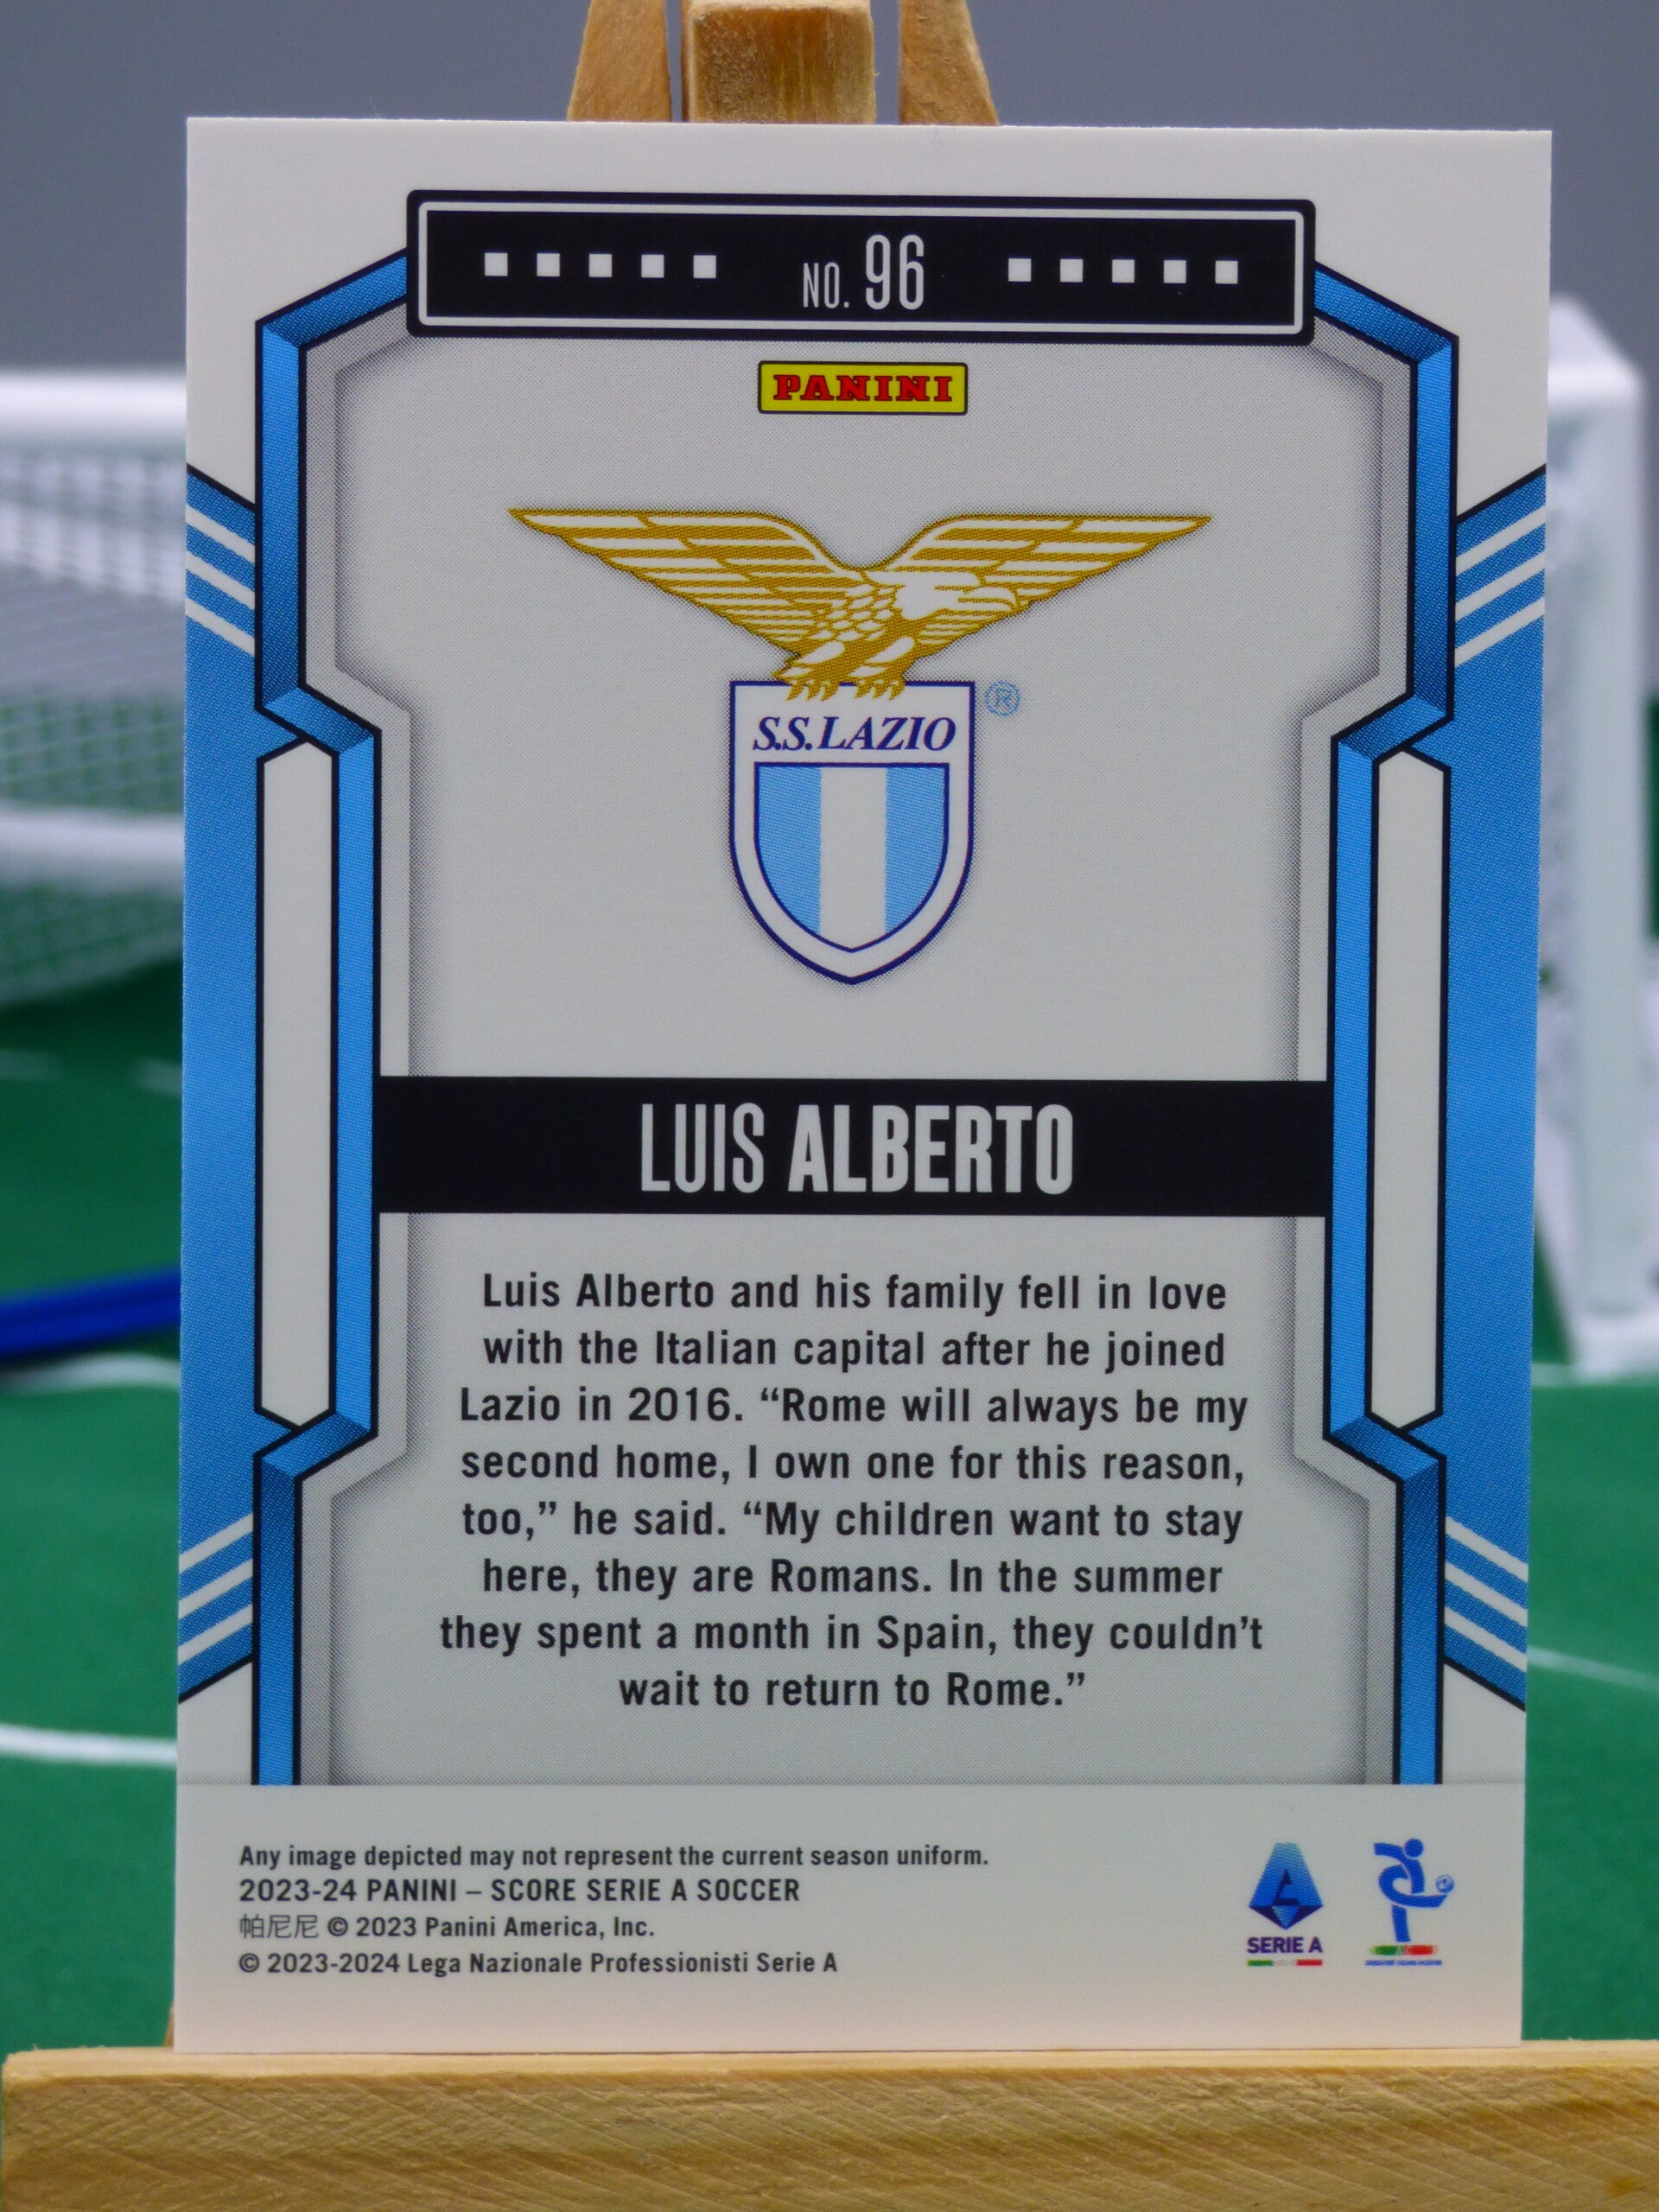 NO. 96
PANINI
®
S.S. LAZIO
LUIS ALBERTO
Luis Alberto and his family fell in love
with the Italian capital after he joined
Lazio in 2016. “Rome will always be my
second home, I own one for this reason,
too,” he said. “My children want to stay
here, they are Romans. In the summer
they spent a month in Spain, they couldn’t
wait to return to Rome.”
Any image depicted may not represent the current season uniform.
2023-24 PANINI – SCORE SERIE A SOCCER
帕尼尼 © 2023 Panini America, Inc.
© 2023-2024 Lega Nazionale Professionisti Serie A
SERIE A